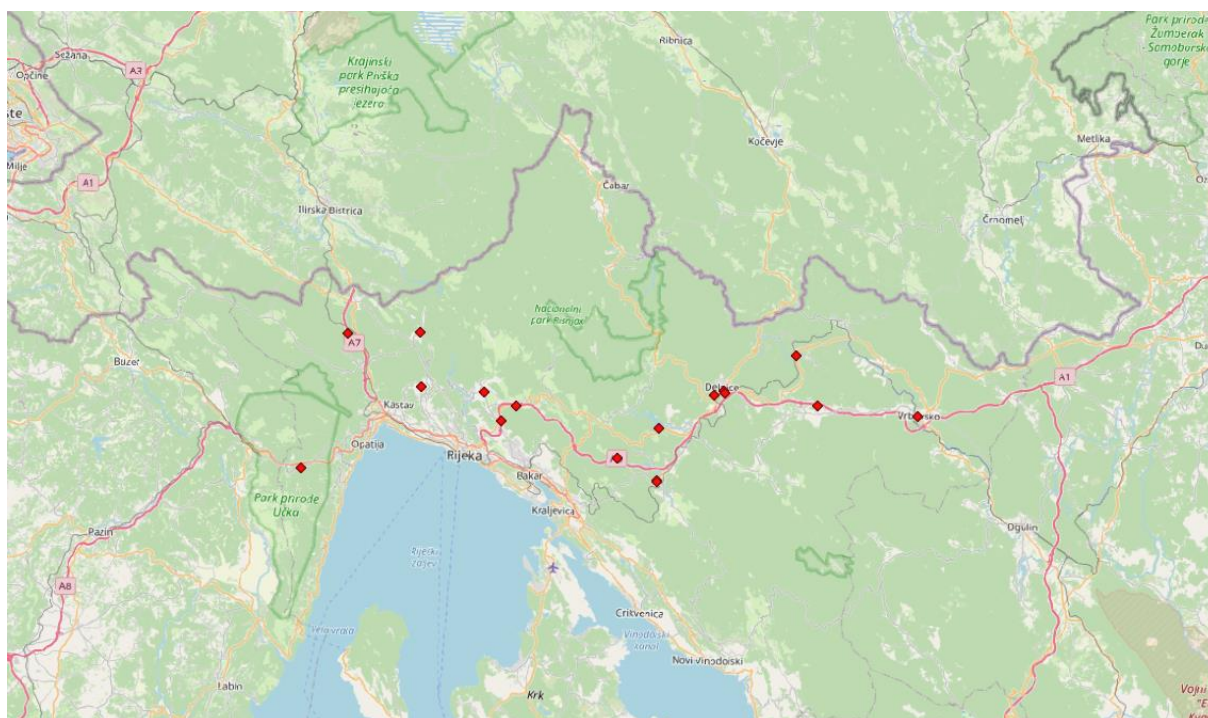 Park prirode
Žumberak -
Samoborsko
gorje
Ribnica
Sežana
Opčine
A3
Krajinski
park Pivška
presihajoča
jezera
Kočevje
Metlika
Milje
A1
Čabar
Ilirska Bistrica
Črnomelj
Nacionalni
park Risnjak
A7
Buzet
Delnice
A1
Kastav
Vrbovsko
Opatija
Rijeka
Park prirode
Učka
Bakar
Pazin
Kraljevica
Ogulin
Riječki
zaljev
A8
Crikvenica
Vela vrata
Vinodolski
kanal
Novi Vinodolski
Labin
Krk